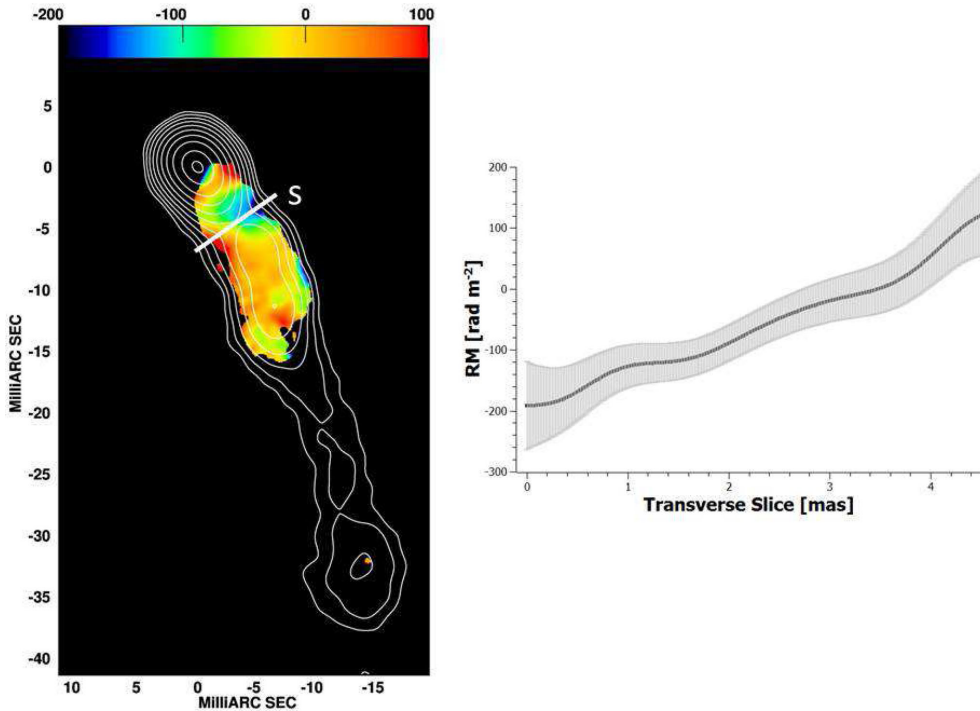 -200 -100 0 100
S
5
0
-5
-10
-15
-20
-25
-30
-35
-40
MilliARC SEC
10 5 0 -5 -10 -15
MilliARC SEC
200
100
0
-100
-200
-300
RM [rad m⁻²]
0 1 2 3 4
Transverse Slice [mas]